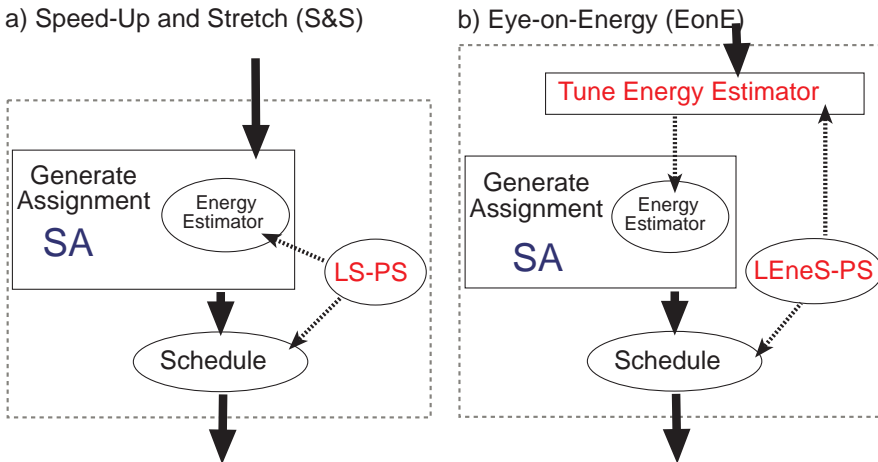 a) Speed-Up and Stretch (S&S)
Generate
Assignment
SA
Energy
Estimator
LS-PS
Schedule
b) Eye-on-Energy (EonE)
Tune Energy Estimator
Generate
Assignment
SA
Energy
Estimator
LEneS-PS
Schedule